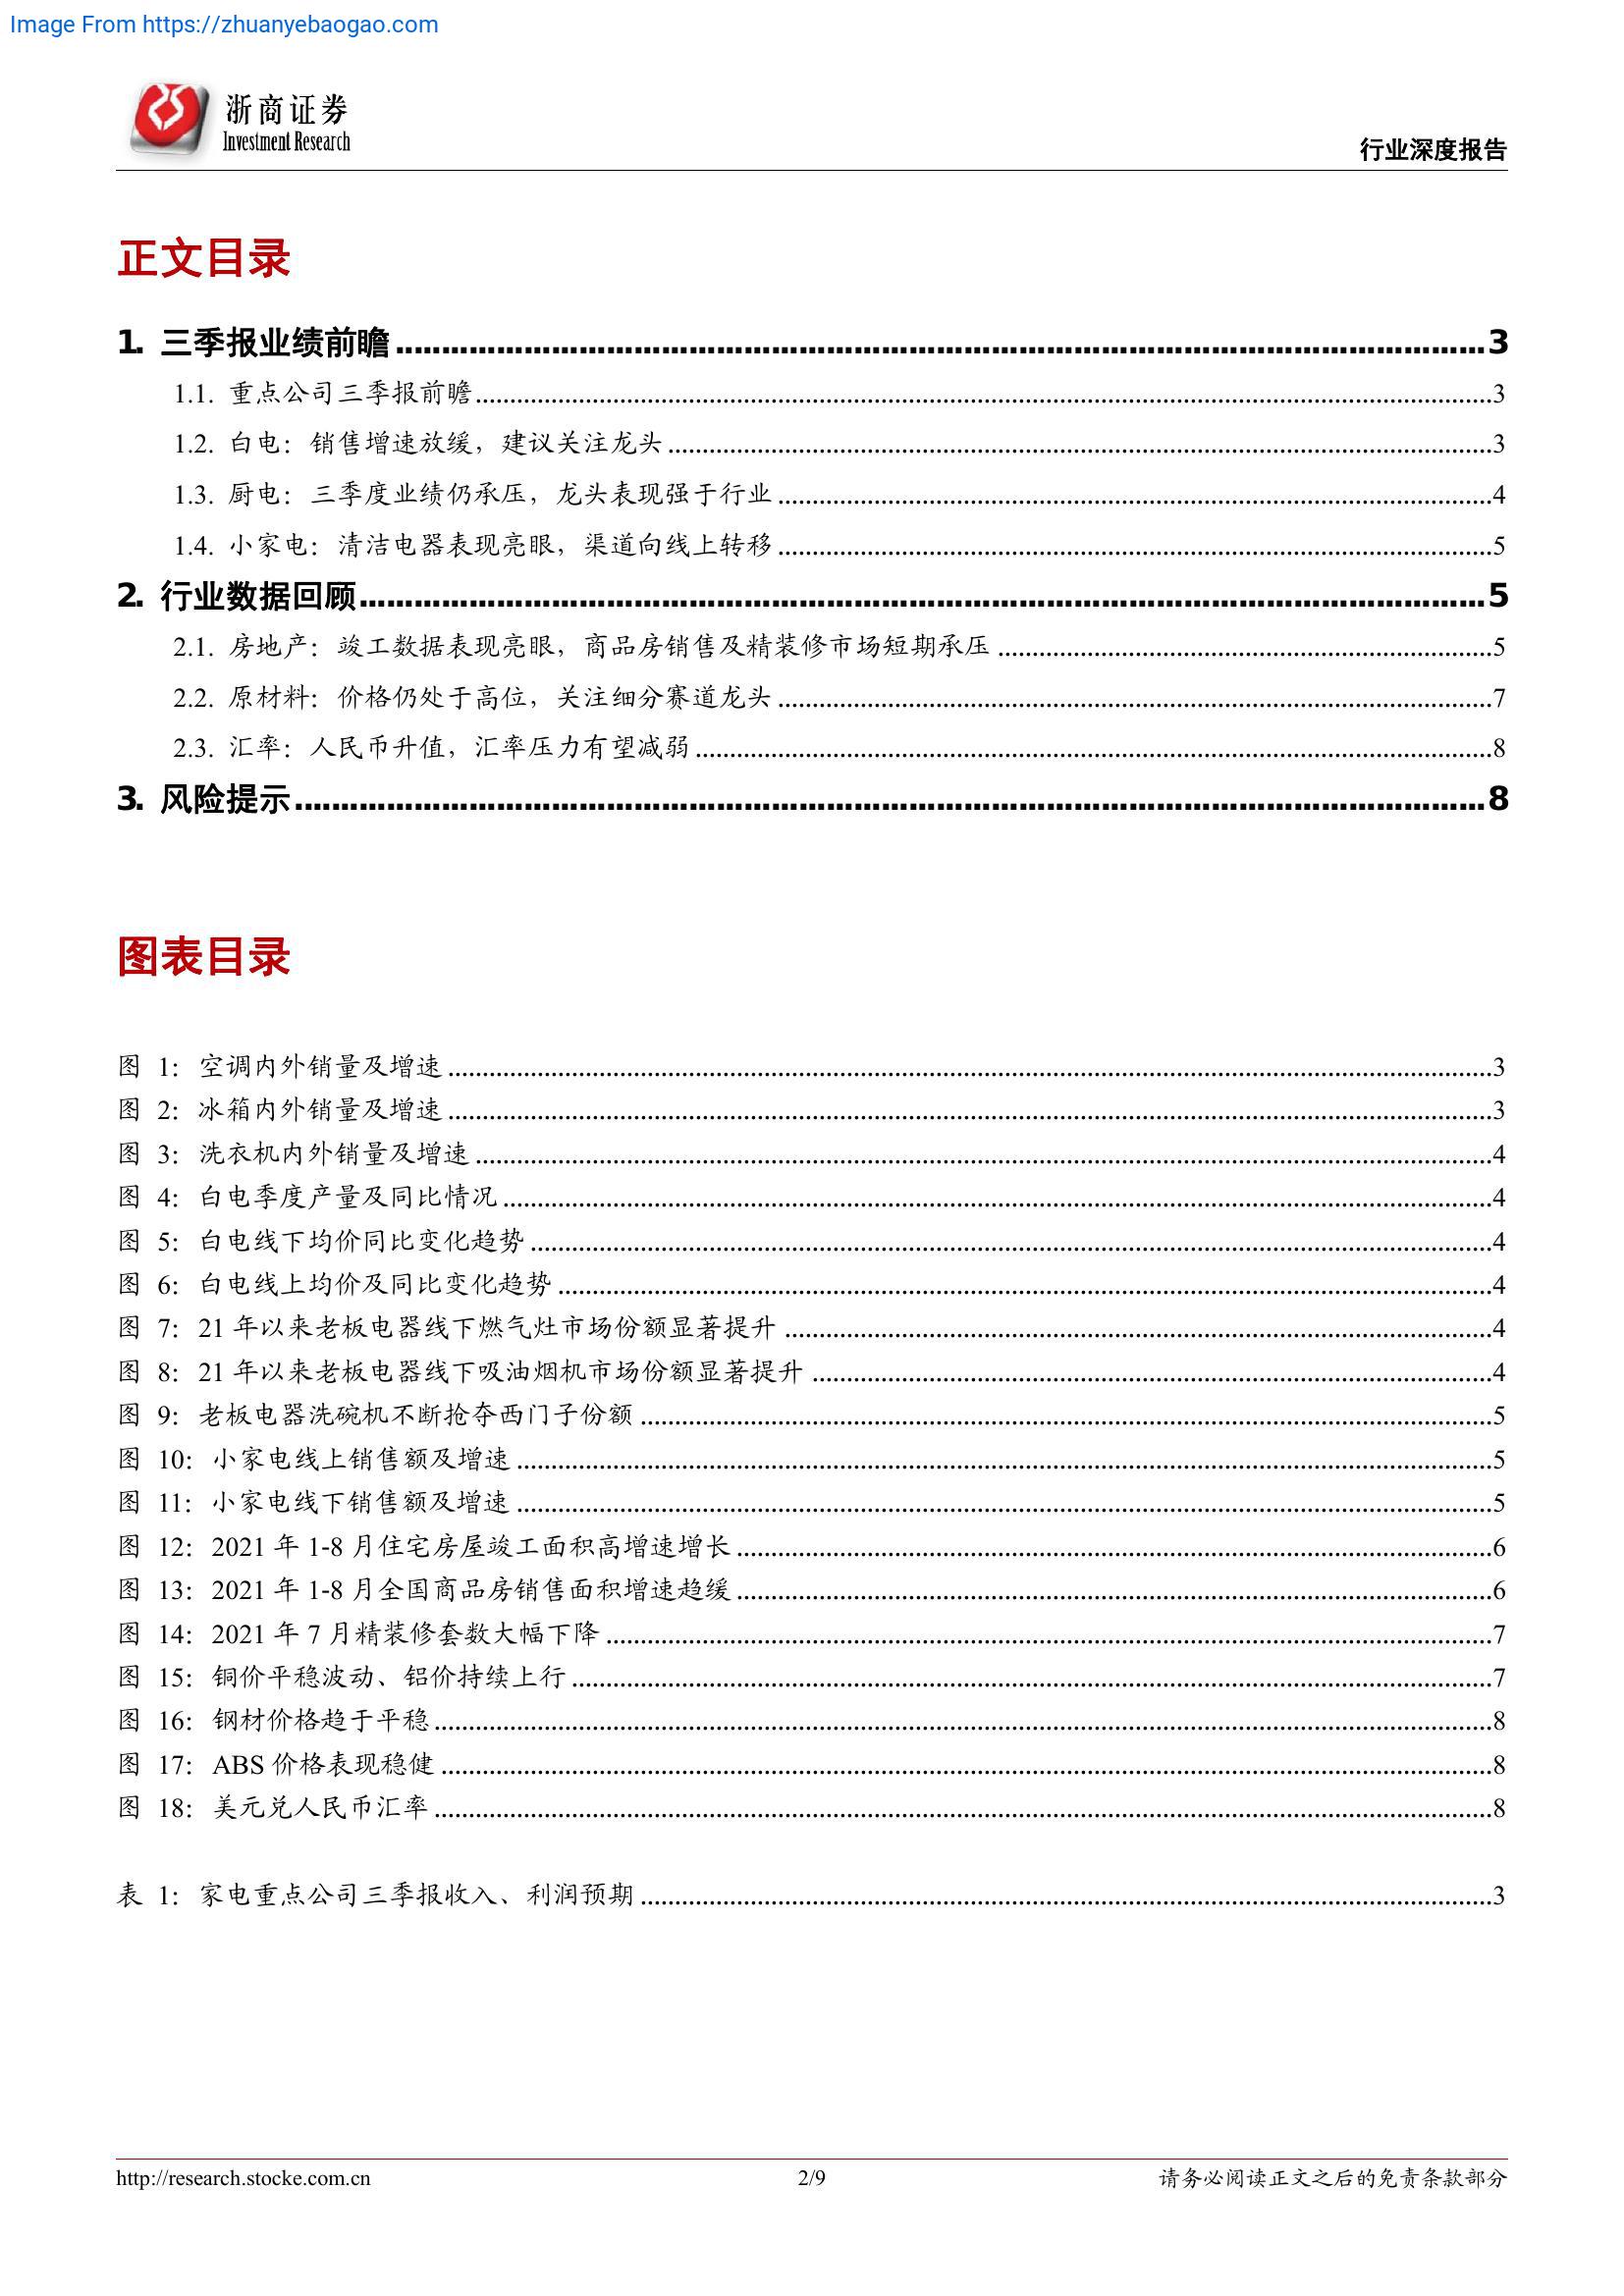 Image From https://zhuanyebaogao.com
浙商证券
Investment Research
行业深度报告
正文目录
1. 三季报业绩前瞻 3
1.1. 重点公司三季报前瞻 3
1.2. 白电：销售增速放缓，建议关注龙头 3
1.3. 厨电：三季度业绩仍承压，龙头表现强于行业 4
1.4. 小家电：清洁电器表现亮眼，渠道向线上转移 5
2. 行业数据回顾 5
2.1. 房地产：竣工数据表现亮眼，商品房销售及精装修市场短期承压 5
2.2. 原材料：价格仍处于高位，关注细分赛道龙头 7
2.3. 汇率：人民币升值，汇率压力有望减弱 8
3. 风险提示 8
图表目录
图 1：空调内外销量及增速 3
图 2：冰箱内外销量及增速 3
图 3：洗衣机内外销量及增速 4
图 4：白电季度产量及同比情况 4
图 5：白电线下均价同比变化趋势 4
图 6：白电线上均价及同比变化趋势 4
图 7：21 年以来老板电器线下燃气灶市场份额显著提升 4
图 8：21 年以来老板电器线下吸油烟机市场份额显著提升 4
图 9：老板电器洗碗机不断抢夺西门子份额 5
图 10：小家电线上销售额及增速 5
图 11：小家电线下销售额及增速 5
图 12：2021 年 1-8 月住宅房屋竣工面积高增速增长 6
图 13：2021 年 1-8 月全国商品房销售面积增速趋缓 6
图 14：2021 年 7 月精装修套数大幅下降 7
图 15：铜价平稳波动、铝价持续上行 7
图 16：钢材价格趋于平稳 8
图 17：ABS 价格表现稳健 8
图 18：美元兑人民币汇率 8
表 1：家电重点公司三季报收入、利润预期 3
http://research.stocke.com.cn
2/9
请务必阅读正文之后的免责条款部分